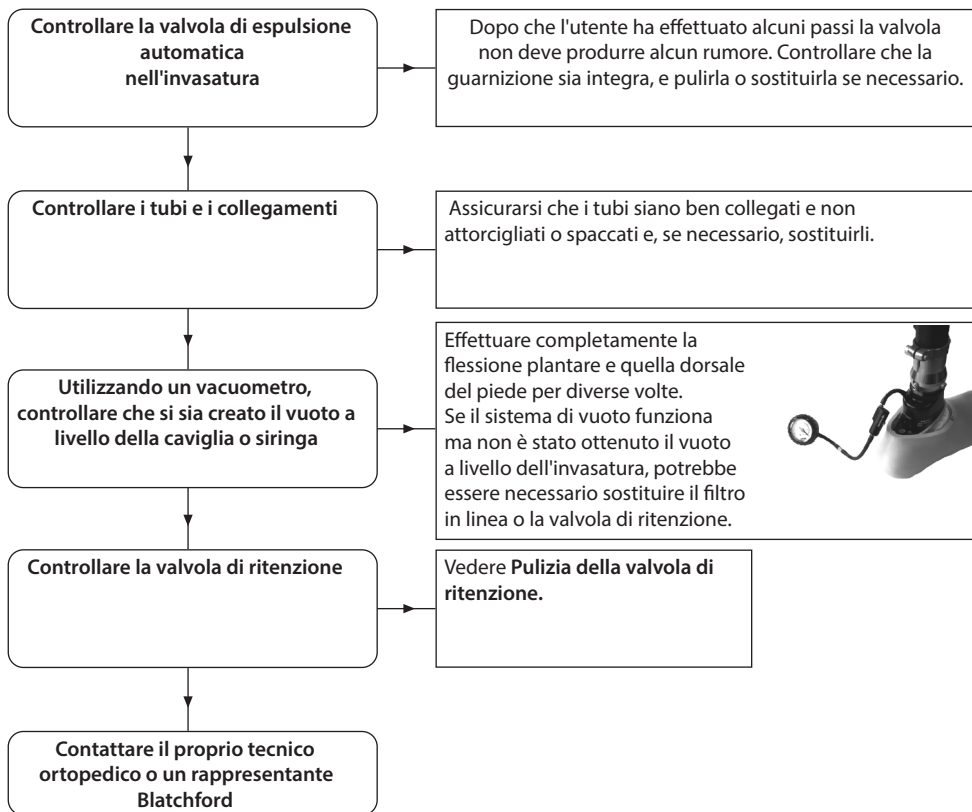 Controllare la valvola di espulsione
automatica
nell'invasatura
Dopo che l'utente ha effettuato alcuni passi la valvola
non deve produrre alcun rumore. Controllare che la
guarnizione sia integra, e pulirla o sostituirla se necessario.
Controllare i tubi e i collegamenti
Assicurarsi che i tubi siano ben collegati e non
attorcigliati o spaccati e, se necessario, sostituirli.
Utilizzando un vacuometro,
controllare che si sia creato il vuoto a
livello della caviglia o siringa
Effettuare completamente la
flessione plantare e quella dorsale
del piede per diverse volte.
Se il sistema di vuoto funziona
ma non è stato ottenuto il vuoto
a livello dell'invasatura, potrebbe
essere necessario sostituire il filtro
in linea o la valvola di ritenzione.
Controllare la valvola di ritenzione
Vedere Pulizia della valvola di
ritenzione.
Contattare il proprio tecnico
ortopedico o un rappresentante
Blatchford